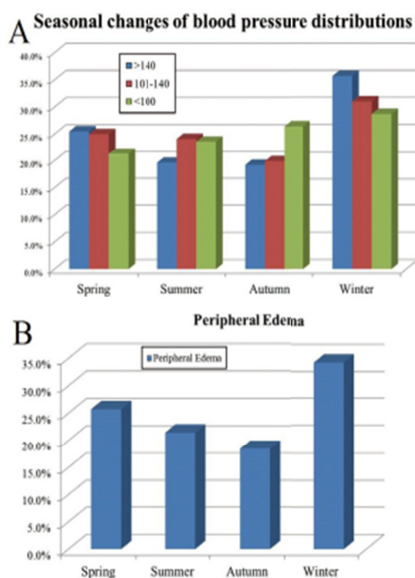 A
Seasonal changes of blood pressure distributions
40.0%
35.0%
30.0%
25.0%
20.0%
15.0%
10.0%
5.0%
0.0%
>140
101-140
<100
Spring Summer Autumn Winter
B
Peripheral Edema
35.0%
30.0%
25.0%
20.0%
15.0%
10.0%
5.0%
0.0%
Peripheral Edema
Spring Summer Autumn Winter